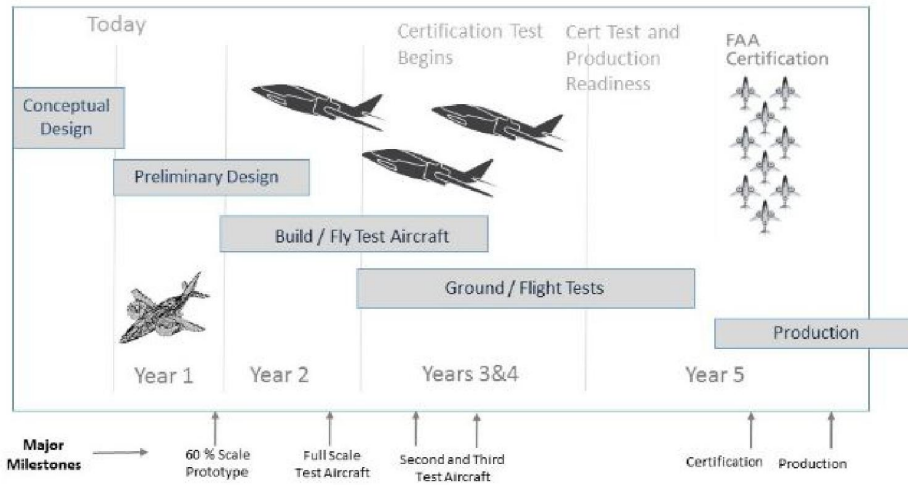 Today
Certification Test
Begins
Cert Test and
Production
Readiness
FAA
Certification
Conceptual
Design
Preliminary Design
Build / Fly Test Aircraft
Ground / Flight Tests
Production
Year 1
Year 2
Years 3&4
Year 5
Major
Milestones
60 % Scale
Prototype
Full Scale
Test Aircraft
Second and Third
Test Aircraft
Certification
Production